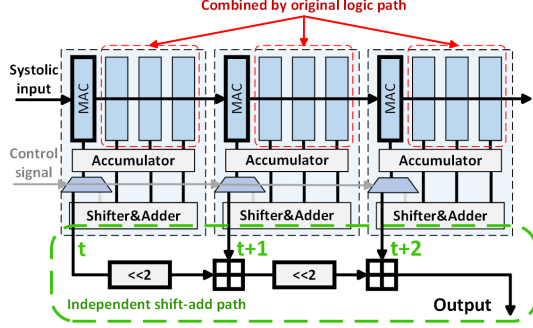 Combined by original logic path
Systolic
input
MAC
MAC
MAC
Control
signal
Accumulator
Accumulator
Accumulator
Shifter&Adder
Shifter&Adder
Shifter&Adder
t
t+1
t+2
<<2
<<2
Independent shift-add path
Output